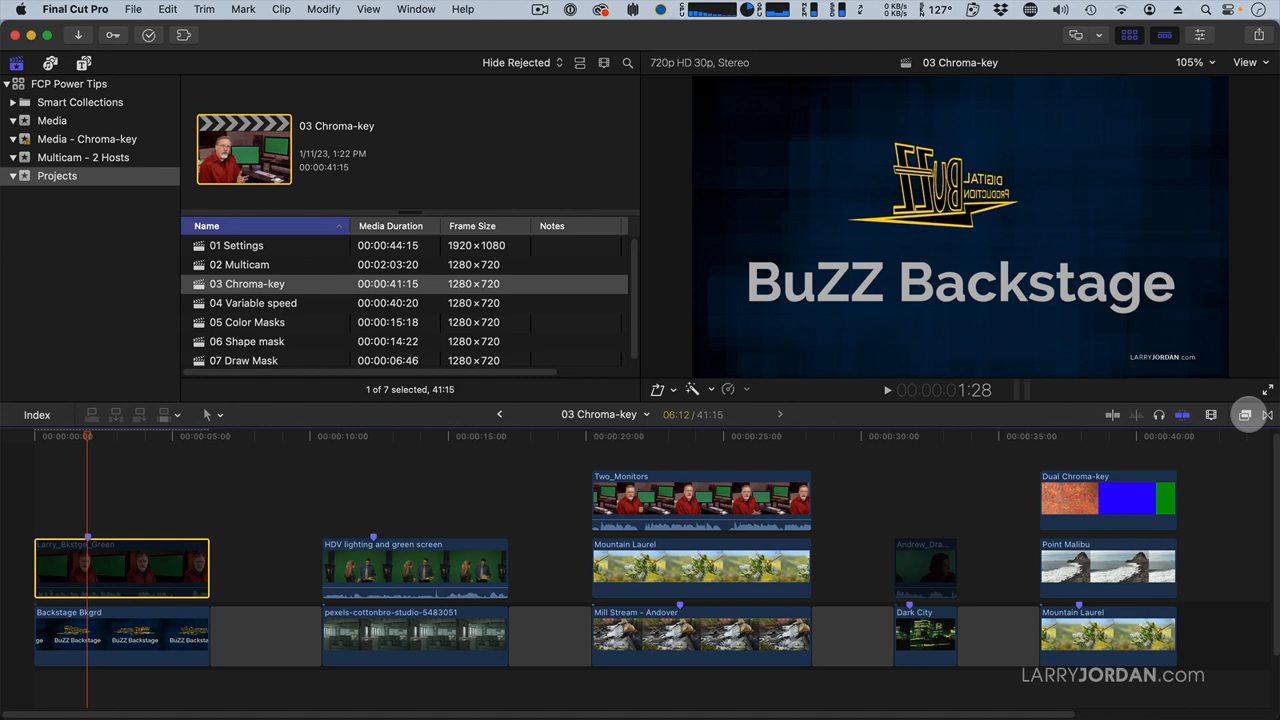 Final Cut Pro File Edit Trim Mark Clip Modify View Window Help
0 KB/s
0 KB/s
127°
Hide Rejected
720p HD 30p, Stereo
03 Chroma-key
105%
View
FCP Power Tips
Smart Collections
Media
Media - Chroma-key
Multicam - 2 Hosts
Projects
03 Chroma-key
1/11/23, 1:22 PM
00:00:41:15
Name Media Duration Frame Size Notes
01 Settings 00:00:44:15 1920×1080
02 Multicam 00:02:03:20 1280×720
03 Chroma-key 00:00:41:15 1280×720
04 Variable speed 00:00:40:20 1280×720
05 Color Masks 00:00:15:18 1280×720
06 Shape mask 00:00:14:22 1280×720
07 Draw Mask 00:00:06:46 1280×720
1 of 7 selected, 41:15
DIGITAL
PRODUCTION
BUZZ
BuZZ Backstage
LARRYJORDAN.com
00:00:01:28
Index
03 Chroma-key
06:12 / 41:15
00:00:00:00 00:00:05:00 00:00:10:00 00:00:15:00 00:00:20:00 00:00:25:00 00:00:30:00 00:00:35:00 00:00:40:00
Two_Monitors
Dual Chroma-key
Larry_Bkstge_Green
HDV lighting and green screen
Mountain Laurel
Andrew_Dra...
Point Malibu
Backstage Bkgrd
pexels-cottonbro-studio-5483051
Mill Stream - Andover
Dark City
Mountain Laurel
BuZZ Backstage
BuZZ Backstage
LARRYJORDAN.com